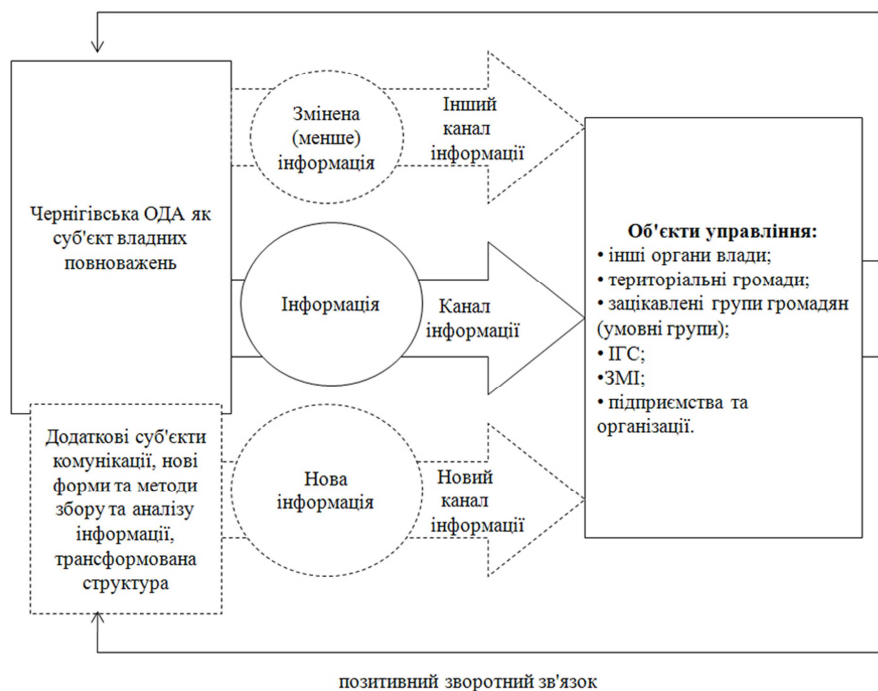 Чернігівська ОДА як
суб'єкт владних
повноважень
Змінена
(менше)
інформація
Інший
канал
інформації
Інформація
Канал
інформації
Додаткові суб'єкти
комунікації, нові
форми та методи
збору та аналізу
інформації,
трансформована
структура
Нова
інформація
Новий
канал
інформації
Об'єкти управління:
• інші органи влади;
• територіальні громади;
• зацікавлені групи громадян
(умовні групи);
• ІГС;
•ЗМІ;
• підприємства та
організації.
позитивний зворотний зв'язок